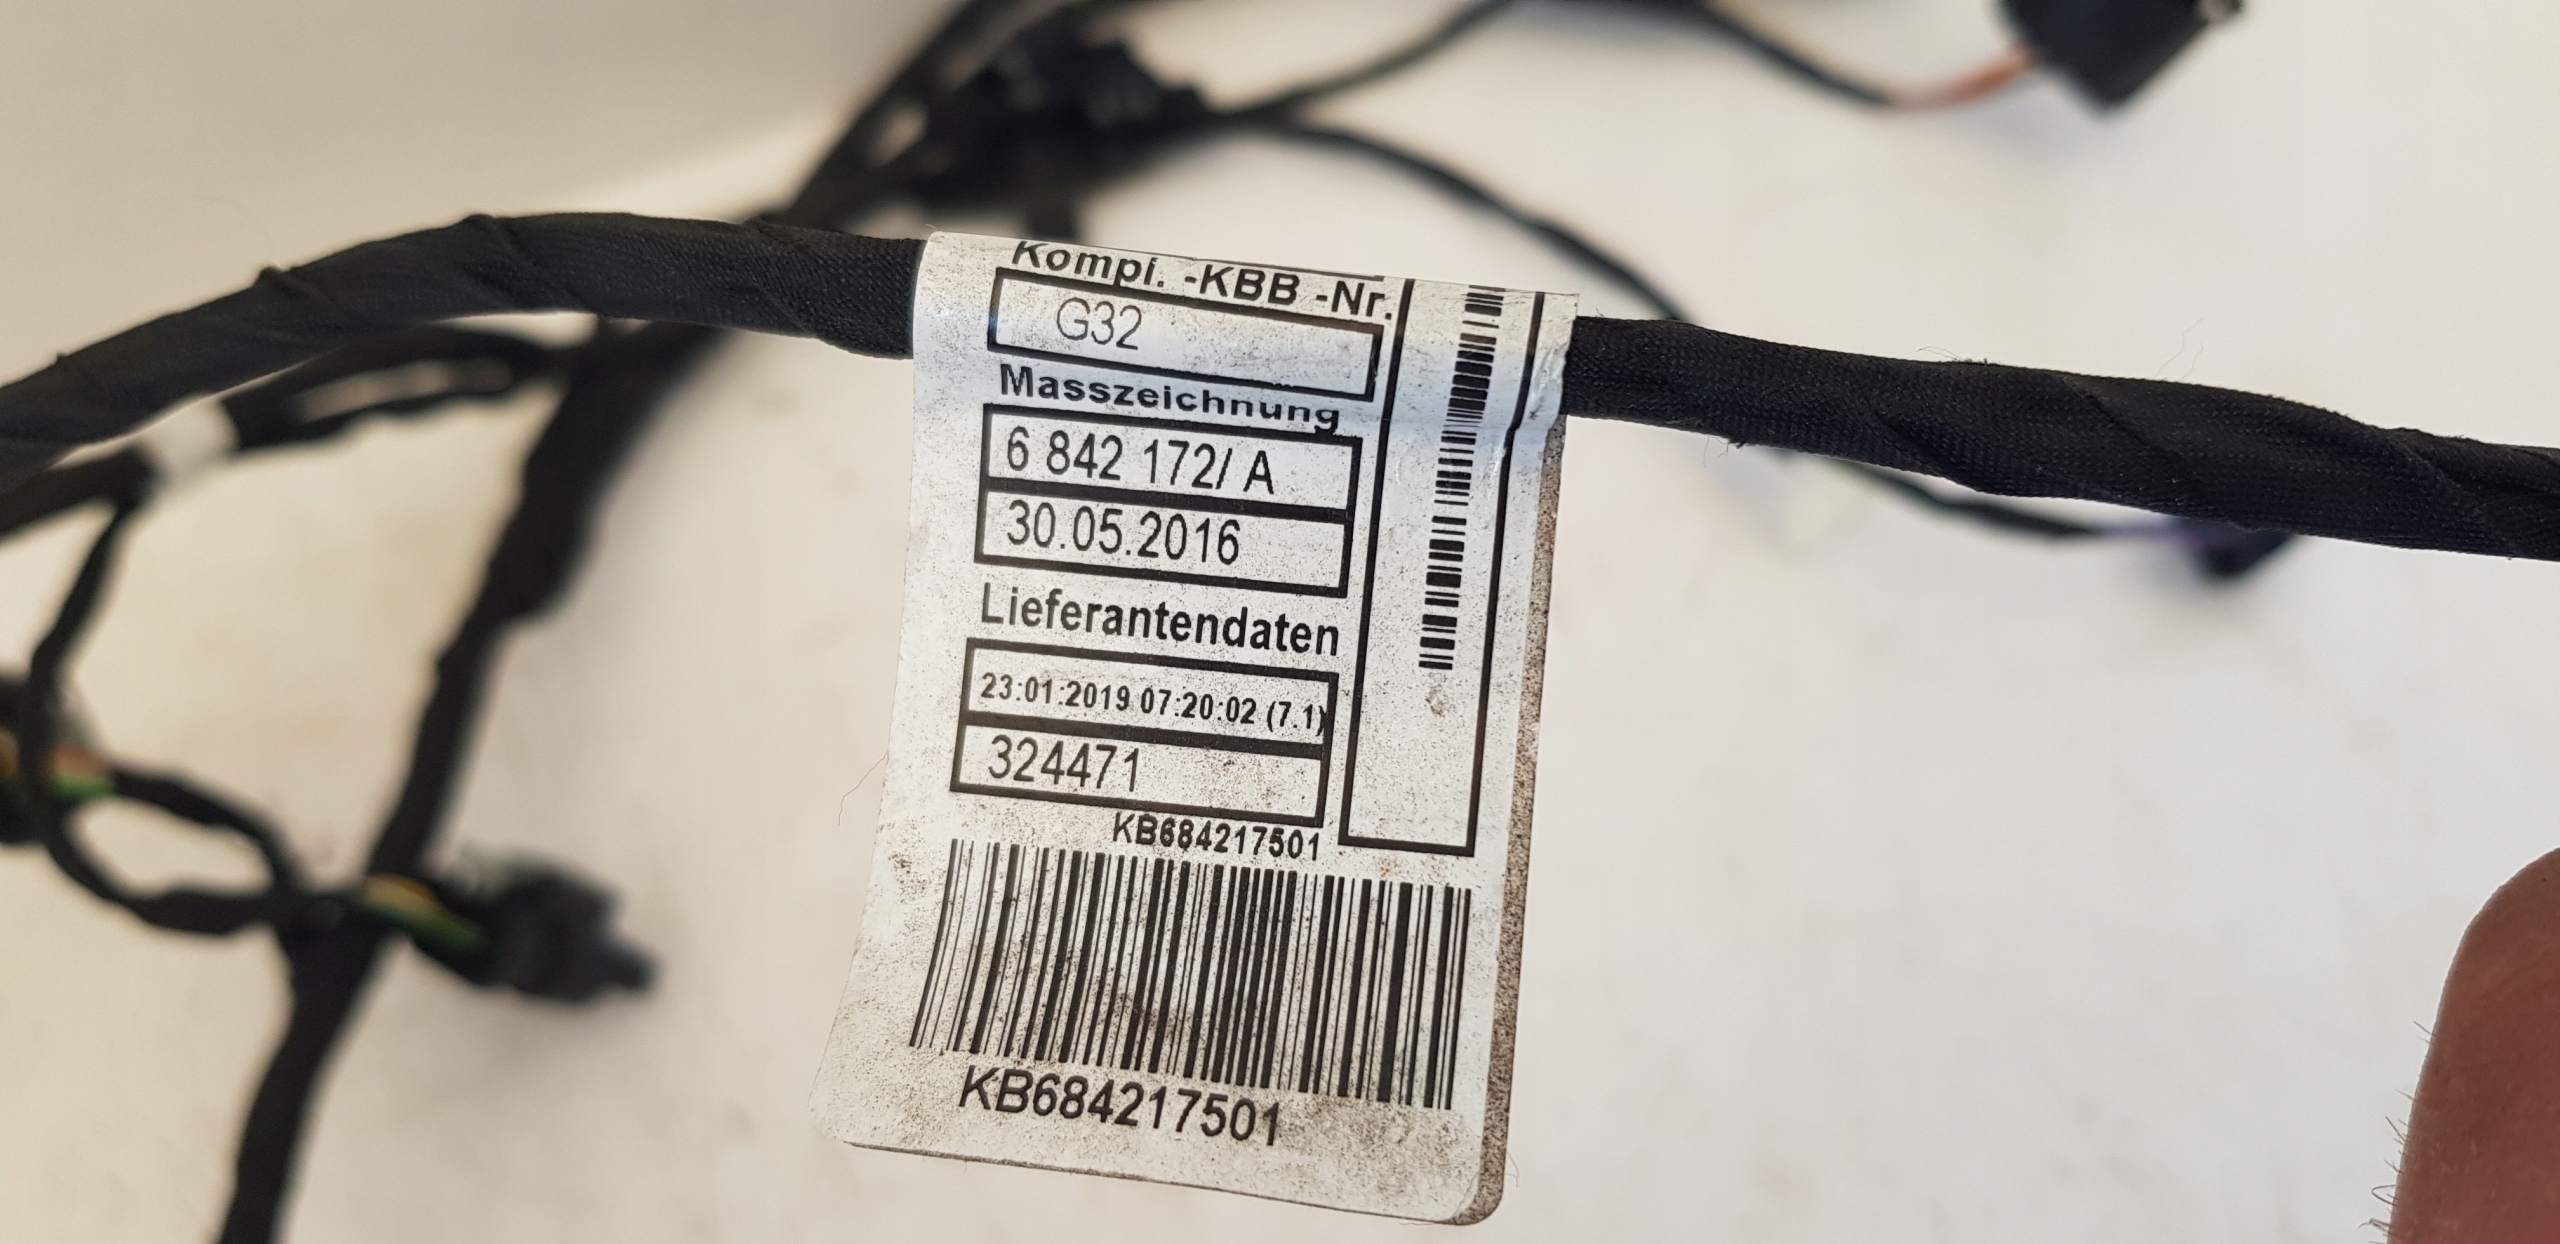 Kompl. -KBB -Nr.
G32
Masszeichnung
6 842 172/ A
30.05.2016
Lieferantendaten
23:01:2019 07:20:02 (7.1)
324471
KB684217501
KB684217501